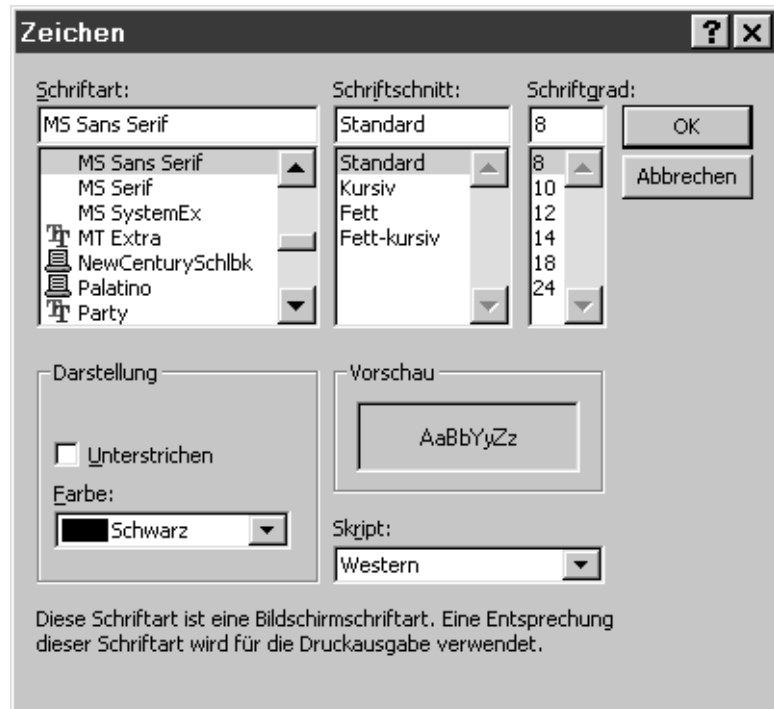 Zeichen
Schriftart:
MS Sans Serif
MS Sans Serif
MS Serif
MS SystemEx
MT Extra
NewCenturySchlbk
Palatino
Party
Schriftschnitt:
Standard
Standard
Kursiv
Fett
Fett-kursiv
Schriftgrad:
8
8
10
12
14
18
24
OK
Abbrechen
Darstellung
Unterstrichen
Farbe:
Schwarz
Vorschau
AaBbYyZz
Skript:
Western
Diese Schriftart ist eine Bildschirmschriftart. Eine Entsprechung
dieser Schriftart wird für die Druckausgabe verwendet.